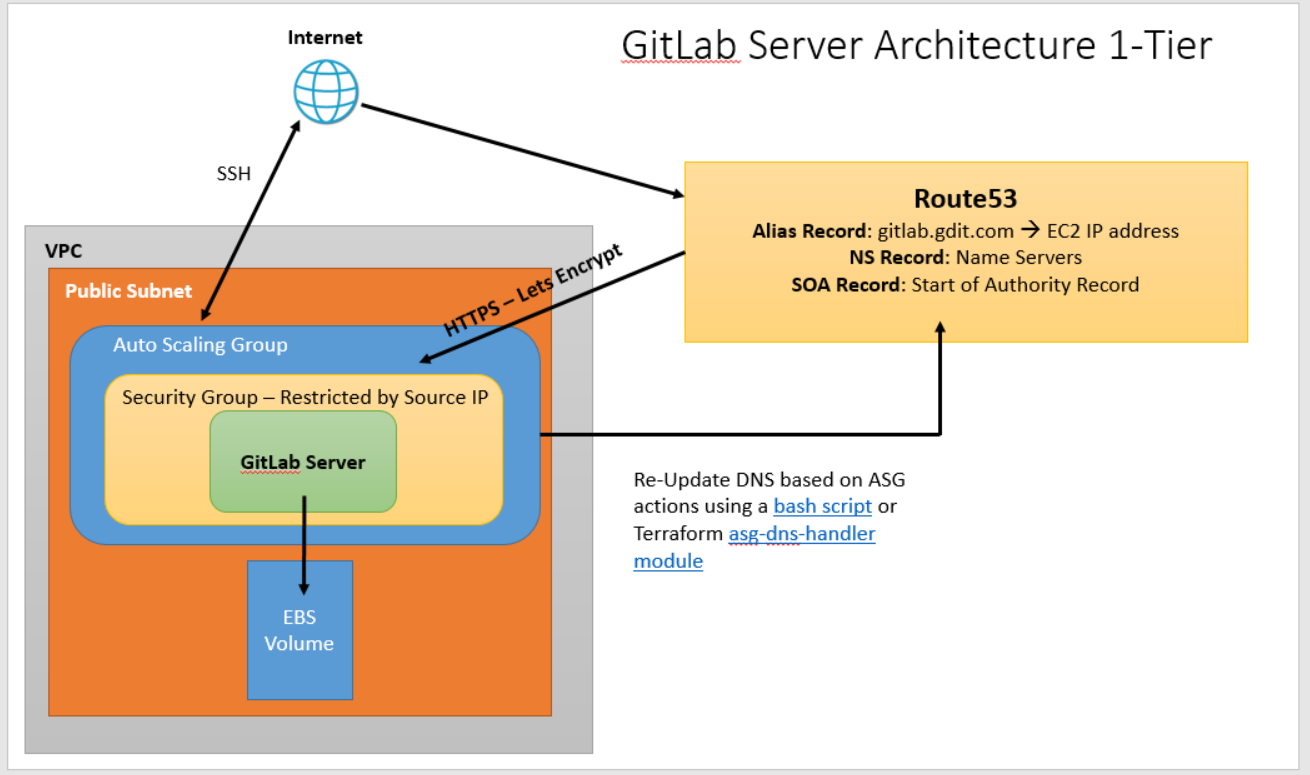 Internet
GitLab Server Architecture 1-Tier
SSH
Route53
Alias Record: gitlab.gdit.com → EC2 IP address
NS Record: Name Servers
SOA Record: Start of Authority Record
VPC
HTTPS – Lets Encrypt
Public Subnet
Auto Scaling Group
Security Group – Restricted by Source IP
GitLab Server
Re-Update DNS based on ASG
actions using a bash script or
Terraform asg-dns-handler
module
EBS
Volume